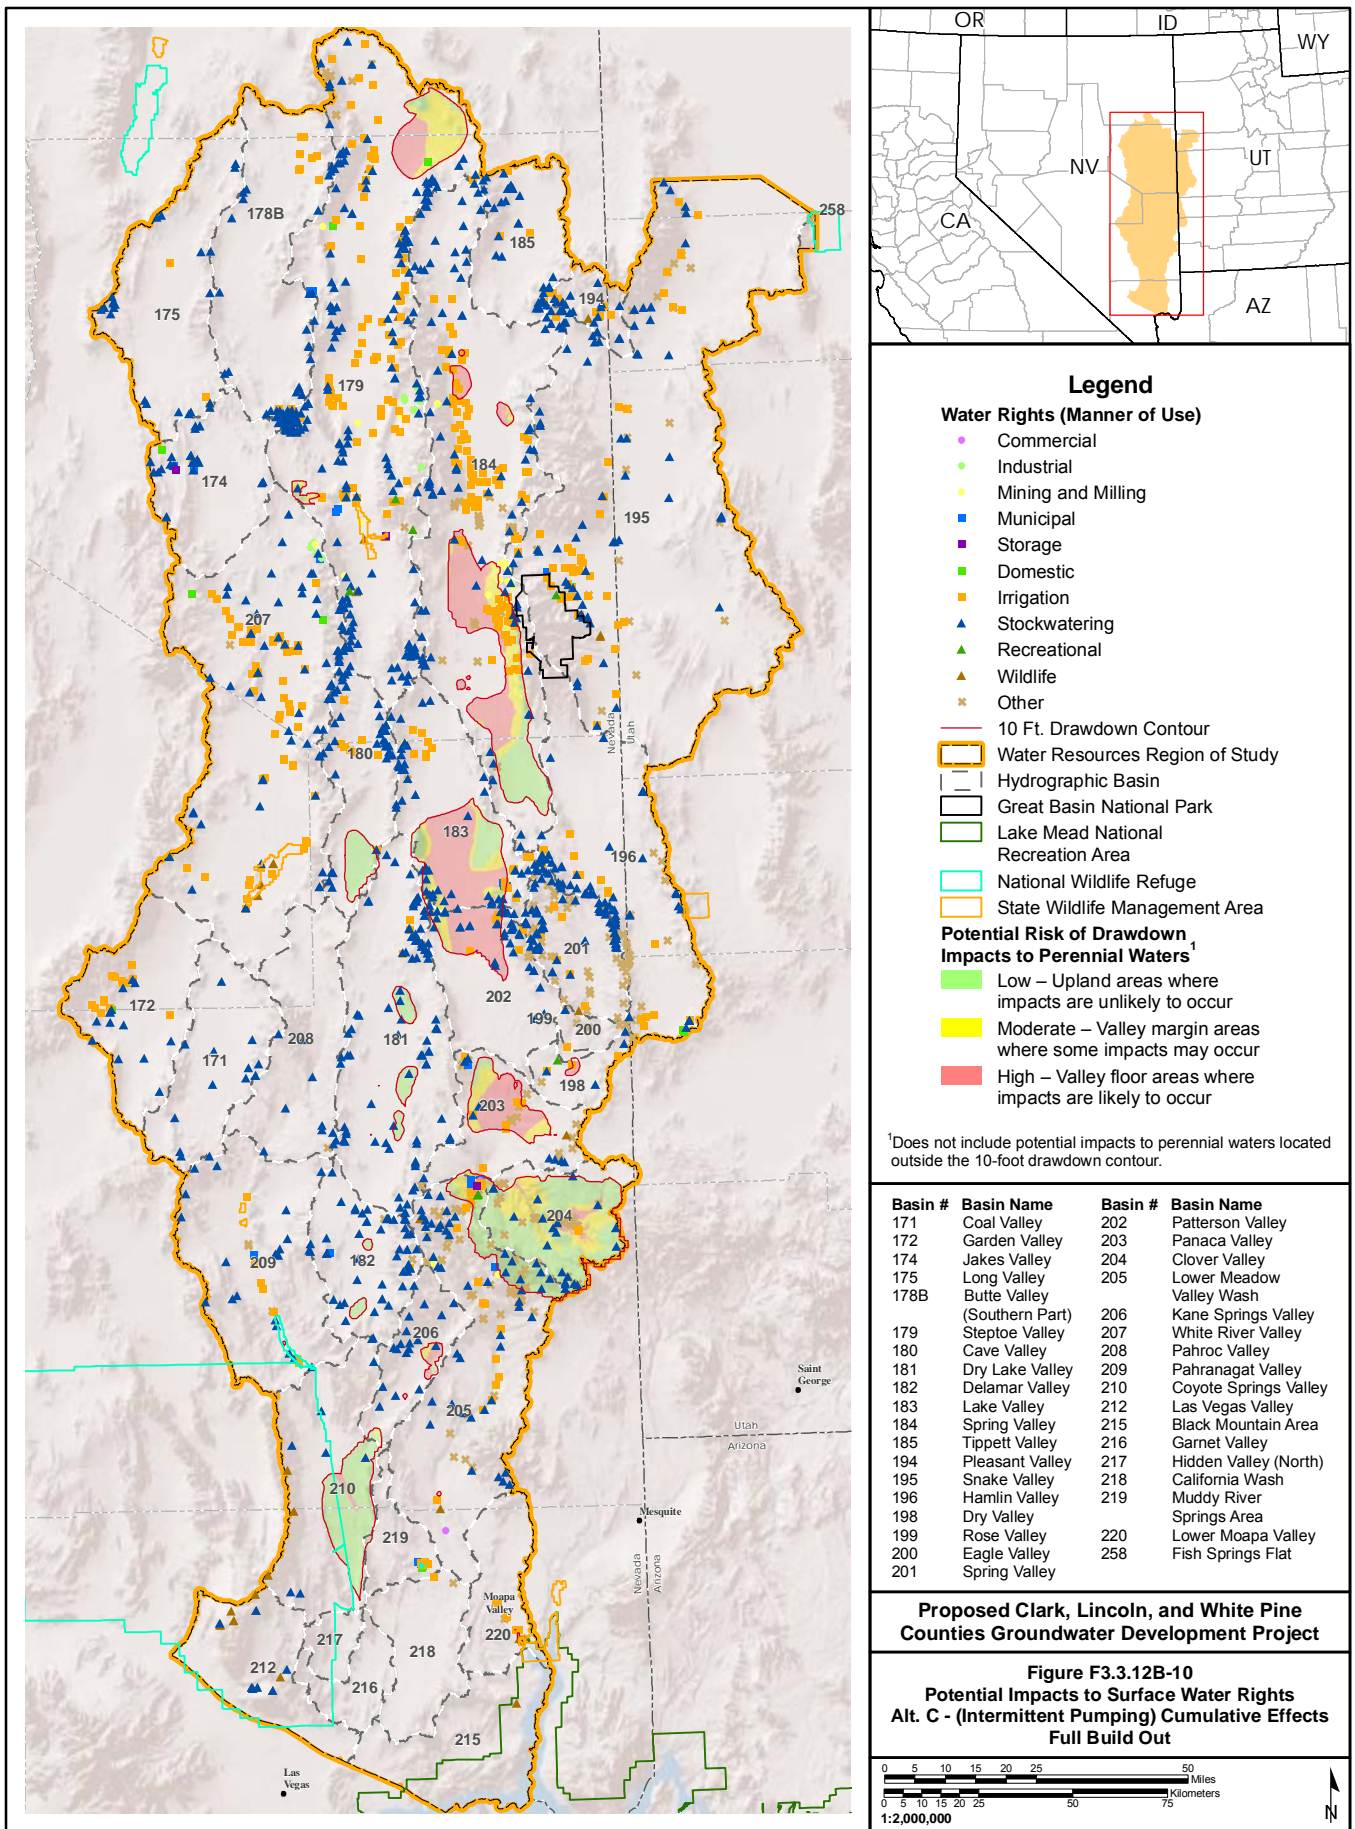 OR
ID
WY
NV
UT
CA
AZ
258
178B
185
175
194
179
174
184
195
207
180
183
196
201
172
202
199
200
208
181
171
198
203
204
209
182
206
205
210
219
217
220
218
212
216
215
Nevada
Utah
Saint
George
Utah
Arizona
Mesquite
Nevada
Arizona
Moapa
Valley
Las
Vegas
Legend
Water Rights (Manner of Use)
Commercial
Industrial
Mining and Milling
Municipal
Storage
Domestic
Irrigation
Stockwatering
Recreational
Wildlife
Other
10 Ft. Drawdown Contour
Water Resources Region of Study
Hydrographic Basin
Great Basin National Park
Lake Mead National
Recreation Area
National Wildlife Refuge
State Wildlife Management Area
Potential Risk of Drawdown
Impacts to Perennial Waters1
Low – Upland areas where
impacts are unlikely to occur
Moderate – Valley margin areas
where some impacts may occur
High – Valley floor areas where
impacts are likely to occur
1Does not include potential impacts to perennial waters located
outside the 10-foot drawdown contour.
Basin # Basin Name Basin # Basin Name
171 Coal Valley 202 Patterson Valley
172 Garden Valley 203 Panaca Valley
174 Jakes Valley 204 Clover Valley
175 Long Valley 205 Lower Meadow
178B Butte Valley Valley Wash
(Southern Part) 206 Kane Springs Valley
179 Steptoe Valley 207 White River Valley
180 Cave Valley 208 Pahroc Valley
181 Dry Lake Valley 209 Pahranagat Valley
182 Delamar Valley 210 Coyote Springs Valley
183 Lake Valley 212 Las Vegas Valley
184 Spring Valley 215 Black Mountain Area
185 Tippett Valley 216 Garnet Valley
194 Pleasant Valley 217 Hidden Valley (North)
195 Snake Valley 218 California Wash
196 Hamlin Valley 219 Muddy River
198 Dry Valley Springs Area
199 Rose Valley 220 Lower Moapa Valley
200 Eagle Valley 258 Fish Springs Flat
201 Spring Valley
Proposed Clark, Lincoln, and White Pine
Counties Groundwater Development Project
Figure F3.3.12B-10
Potential Impacts to Surface Water Rights
Alt. C - (Intermittent Pumping) Cumulative Effects
Full Build Out
0 5 10 15 20 25 50
Miles
Kilometers
0 5 10 15 20 25 50 75
1:2,000,000
N